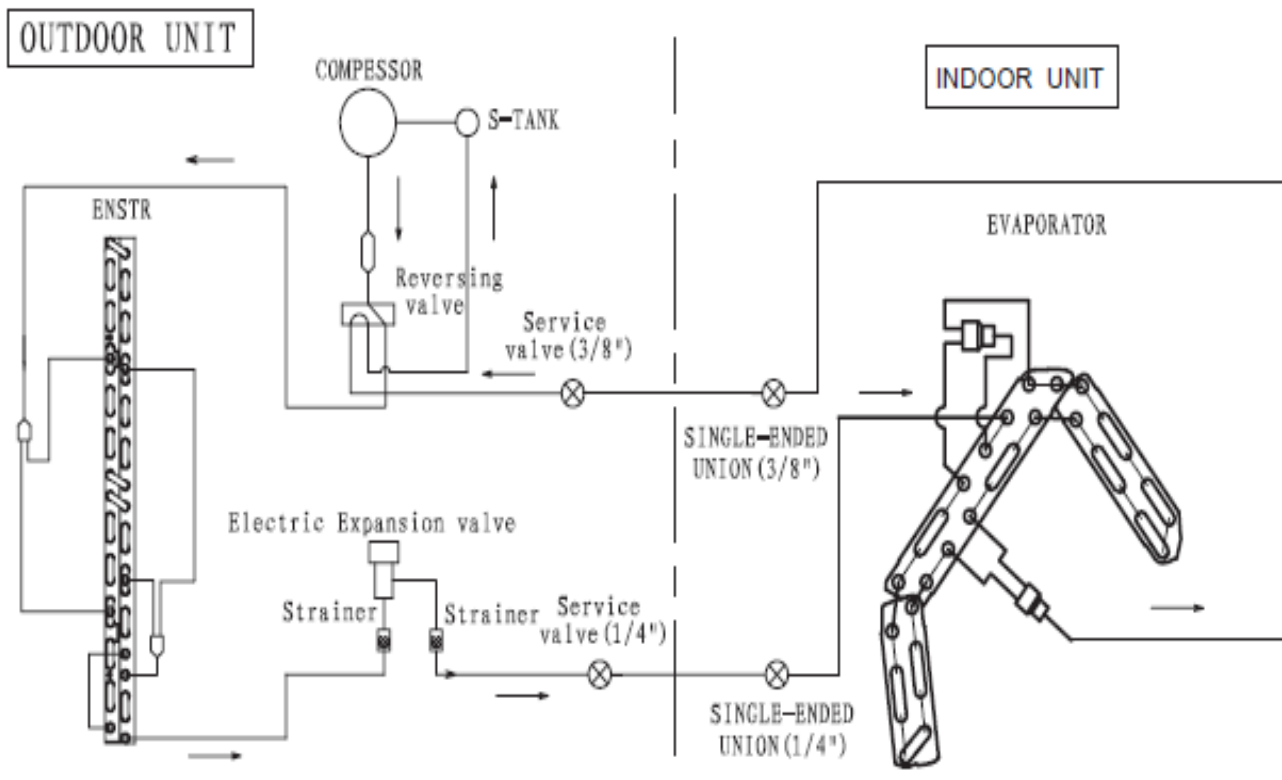 OUTDOOR UNIT
INDOOR UNIT
COMPESSOR
S-TANK
ENSTR
EVAPORATOR
Reversing
valve
Service
valve(3/8")
SINGLE-ENDED
UNION(3/8")
Electric Expansion valve
Strainer
Strainer
Service
valve(1/4")
SINGLE-ENDED
UNION(1/4")